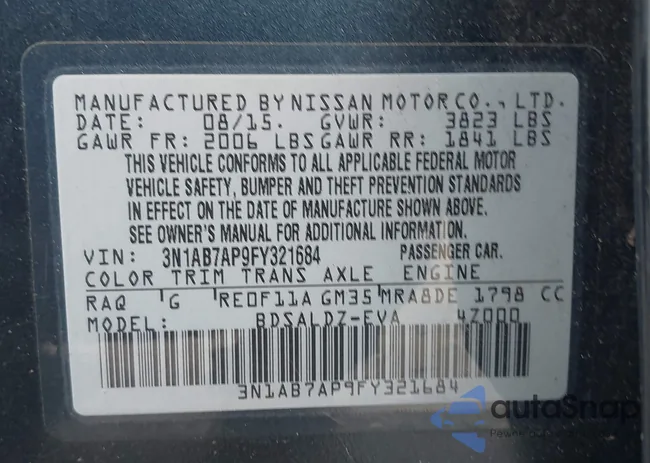 MANUFACTURED BY NISSAN MOTOR CO., LTD.
DATE: 08/15. GVWR: 3823 LBS
GAWR FR: 2006 LBS GAWR RR: 1841 LBS
THIS VEHICLE CONFORMS TO ALL APPLICABLE FEDERAL MOTOR
VEHICLE SAFETY, BUMPER AND THEFT PREVENTION STANDARDS
IN EFFECT ON THE DATE OF MANUFACTURE SHOWN ABOVE.
SEE OWNER'S MANUAL FOR ADDITIONAL INFORMATION.
VIN: 3N1AB7AP9FY321684 PASSENGER CAR.
COLOR TRIM TRANS AXLE ENGINE
RAQ G RE0F11A GM35 MRA8DE 1798 CC
MODEL: BDSALDZ-EVA 4Z000
3N1AB7AP9FY321684
autoSnap